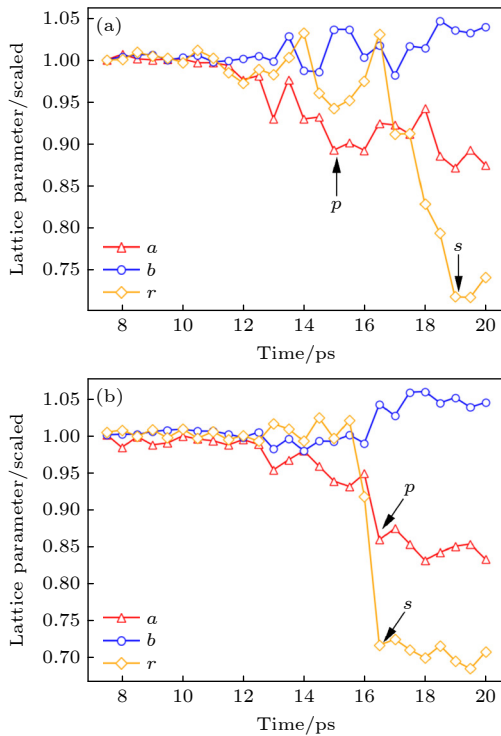 (a)
Lattice parameter/scaled
1.05
1.00
0.95
0.90
0.85
0.80
0.75
p
s
a
b
r
8 10 12 14 16 18 20
Time/ps
(b)
Lattice parameter/scaled
1.05
1.00
0.95
0.90
0.85
0.80
0.75
0.70
p
s
a
b
r
8 10 12 14 16 18 20
Time/ps